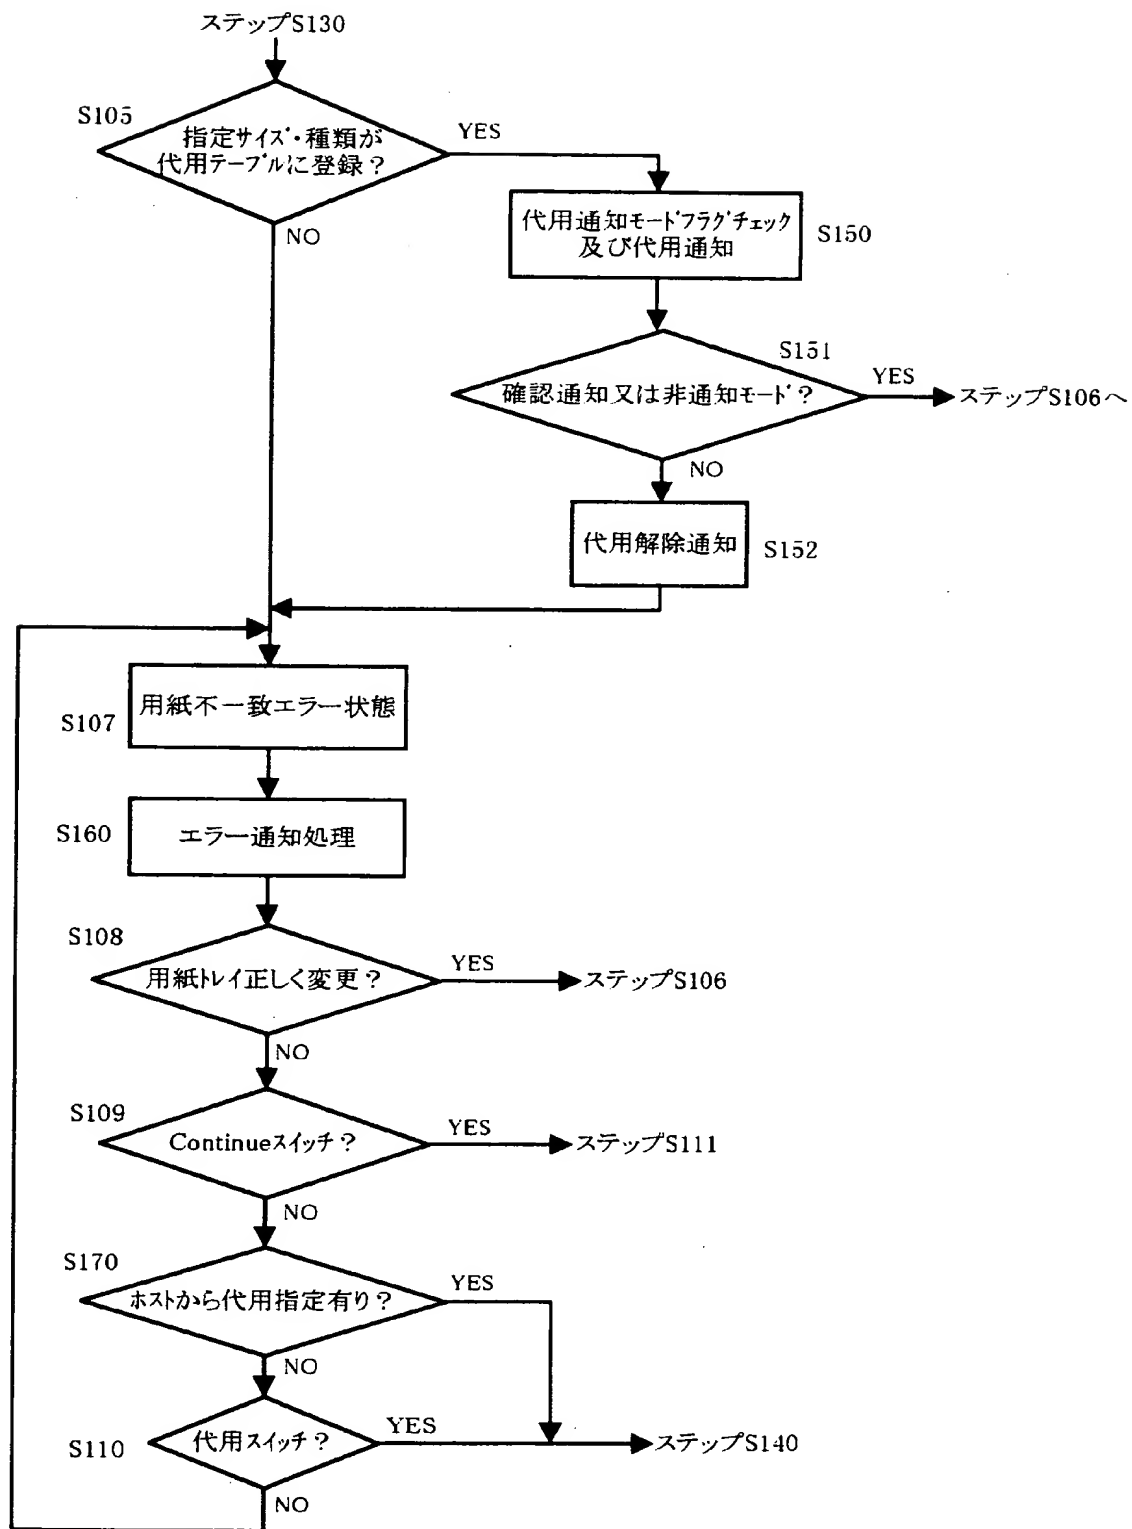 ステップS130
S105
指定サイズ・種類が
代用テーブルに登録?
YES
NO
代用通知モードフラグチェック
及び代用通知
S150
S151
確認通知又は非通知モード?
YES
ステップS106へ
NO
代用解除通知
S152
用紙不一致エラー状態
S107
エラー通知処理
S160
S108
用紙トレイ正しく変更?
YES
ステップS106
NO
S109
Continueスイッチ?
YES
ステップS111
NO
S170
ホストから代用指定有り?
YES
NO
S110
代用スイッチ?
YES
ステップS140
NO